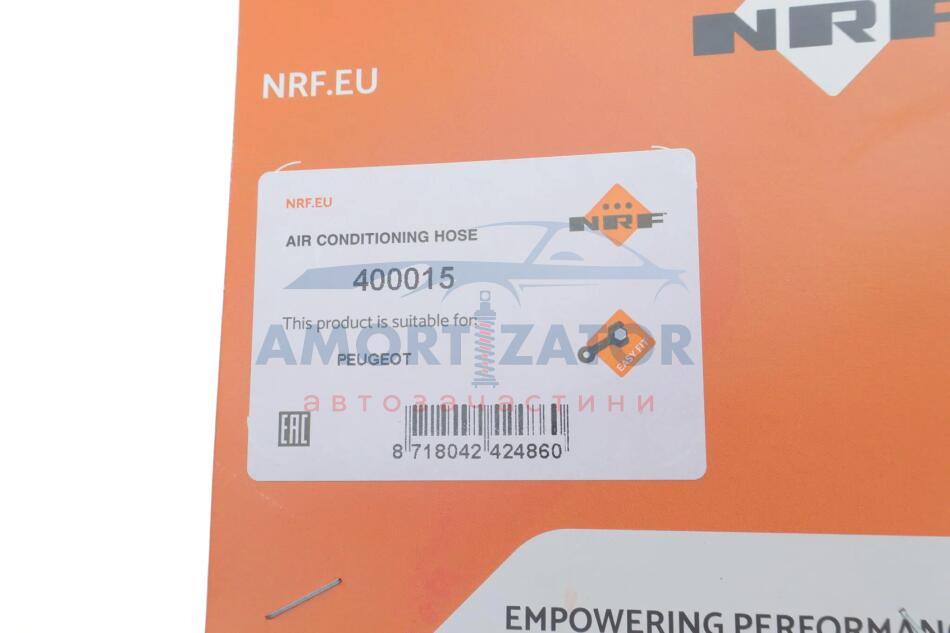 NRF
NRF.EU
NRF.EU
NRF
AIR CONDITIONING HOSE
400015
This product is suitable for:
AMORTIZATOR
PEUGEOT
EASY FIT
автозапчастини
EAC
8 718042 424860
EMPOWERING PERFORMAN